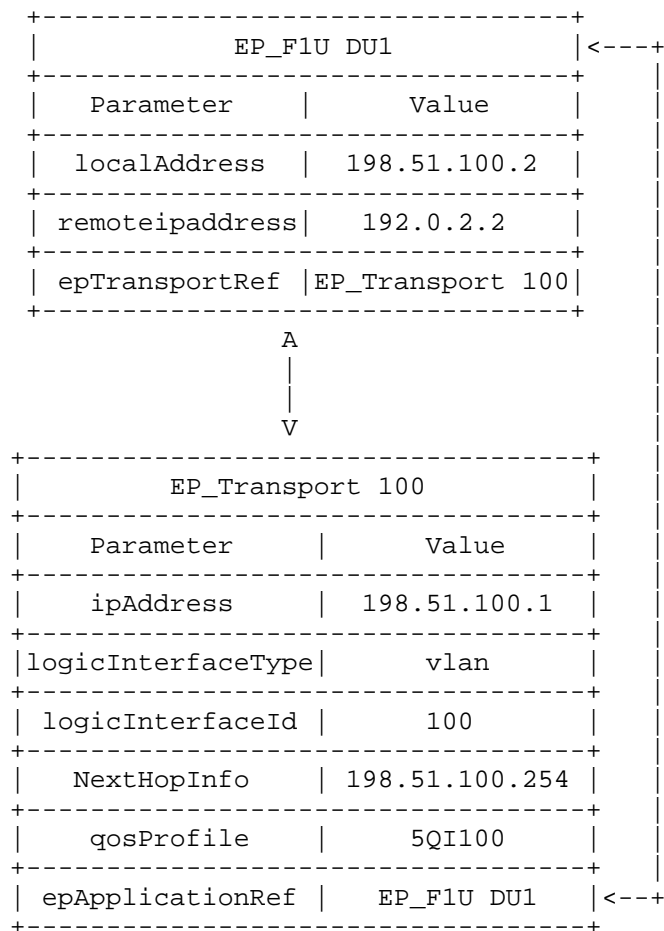 EP_F1U DU1
Parameter | Value
localAddress | 198.51.100.2
remoteipaddress| 192.0.2.2
epTransportRef |EP_Transport 100
A
V
EP_Transport 100
Parameter | Value
ipAddress | 198.51.100.1
logicInterfaceType| vlan
logicInterfaceId | 100
NextHopInfo | 198.51.100.254
qosProfile | 5QI100
epApplicationRef | EP_F1U DU1